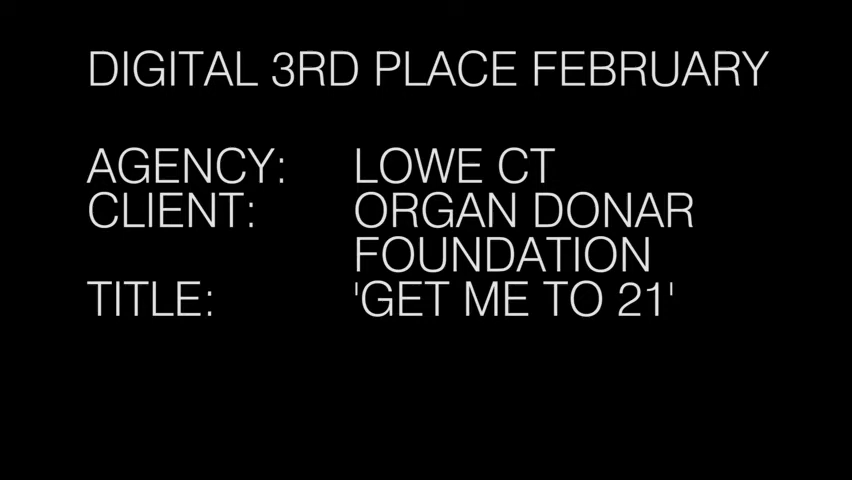 DIGITAL 3RD PLACE FEBRUARY
AGENCY: LOWE CT
CLIENT: ORGAN DONAR
FOUNDATION
TITLE: 'GET ME TO 21'